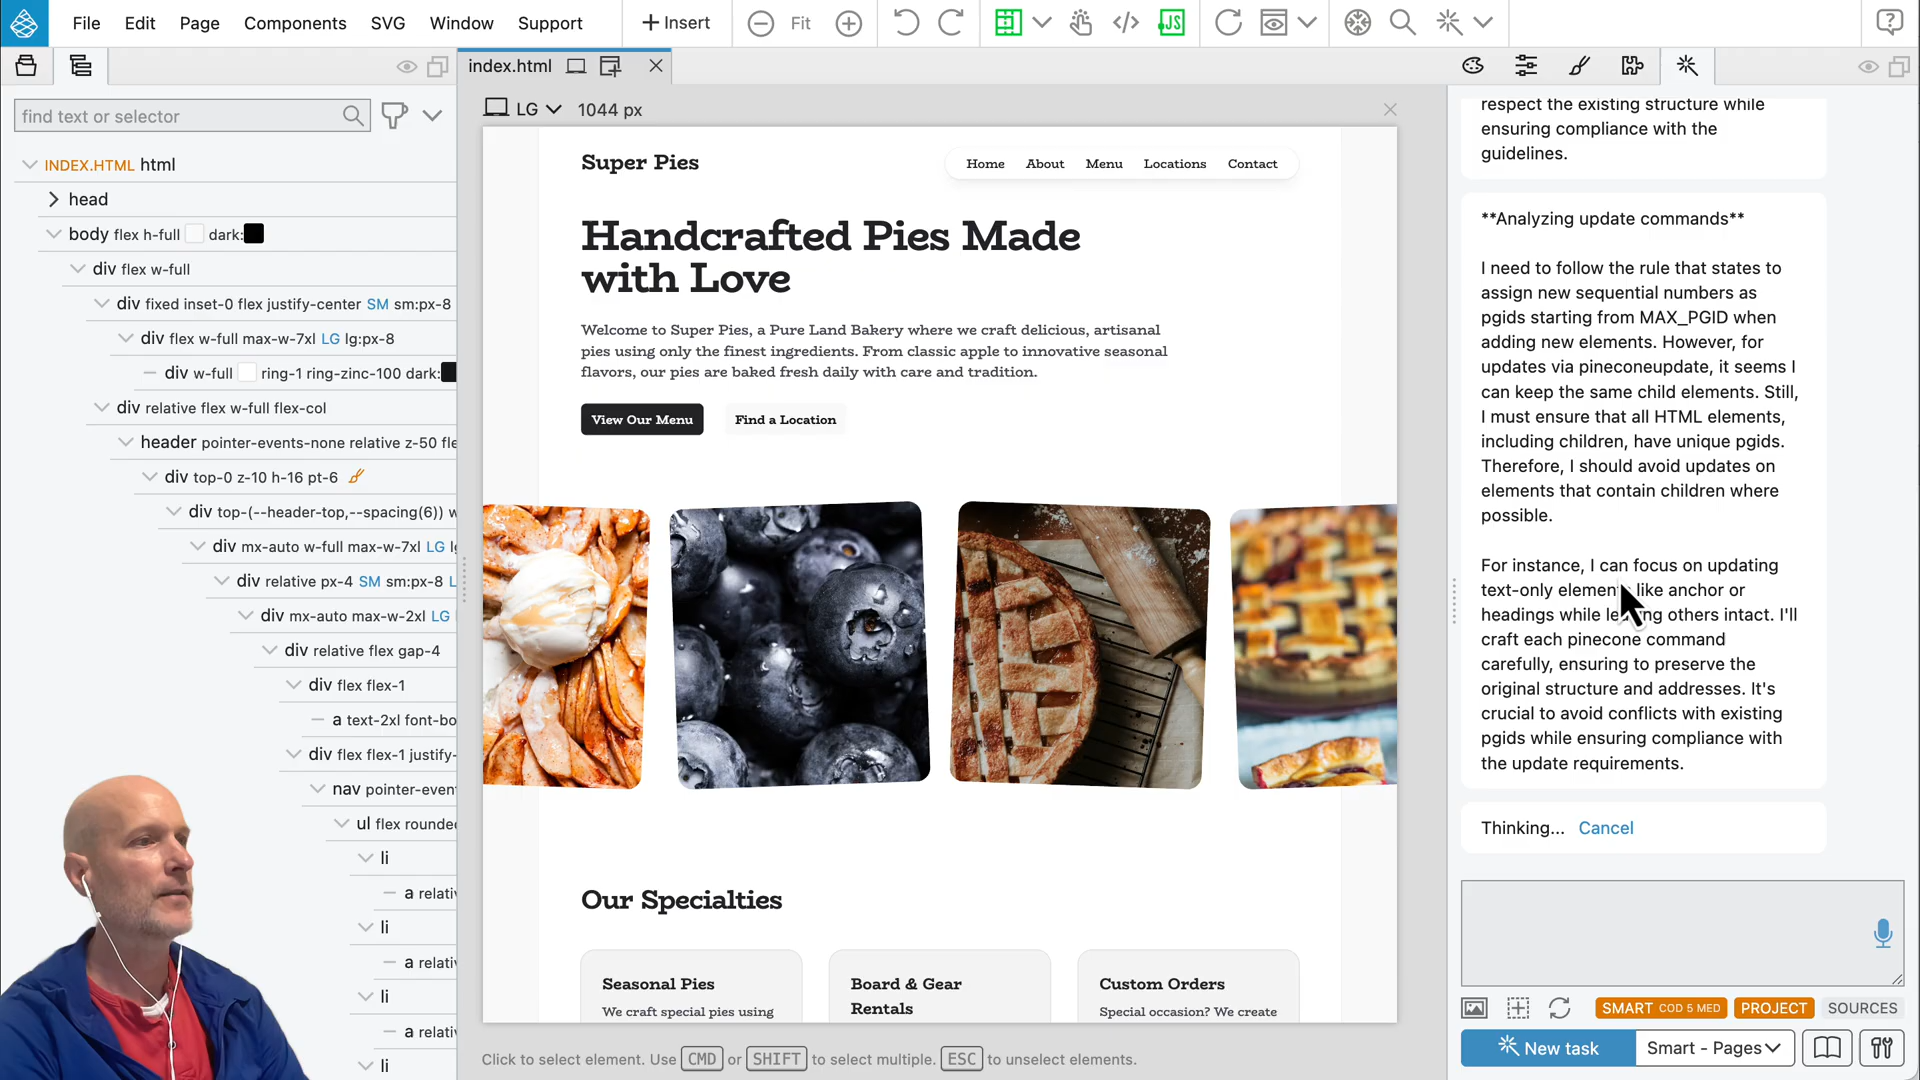 File Edit Page Components SVG Window Support
Insert
Fit
JS
find text or selector
INDEX.HTML html
head
body flex h-full dark:
div flex w-full
div fixed inset-0 flex justify-center SM sm:px-8
div flex w-full max-w-7xl LG lg:px-8
div w-full ring-1 ring-zinc-100 dark:
div relative flex w-full flex-col
header pointer-events-none relative z-50 fle
div top-0 z-10 h-16 pt-6
div top-(--header-top,--spacing(6)) w
div mx-auto w-full max-w-7xl LG l
div relative px-4 SM sm:px-8 L
div mx-auto max-w-2xl LG l
div relative flex gap-4
div flex flex-1
a text-2xl font-bo
div flex flex-1 justify-
nav pointer-even
ul flex rounde
li
a relativ
li
a relativ
li
a relativ
li
index.html
LG 1044 px
Super Pies
Home About Menu Locations Contact
Handcrafted Pies Made
with Love
Welcome to Super Pies, a Pure Land Bakery where we craft delicious, artisanal
pies using only the finest ingredients. From classic apple to innovative seasonal
flavors, our pies are baked fresh daily with care and tradition.
View Our Menu Find a Location
Our Specialties
Seasonal Pies
We craft special pies using
Board & Gear
Rentals
Custom Orders
Special occasion? We create
Click to select element. Use CMD or SHIFT to select multiple. ESC to unselect elements.
respect the existing structure while
ensuring compliance with the
guidelines.
**Analyzing update commands**
I need to follow the rule that states to
assign new sequential numbers as
pgids starting from MAX_PGID when
adding new elements. However, for
updates via pineconeupdate, it seems I
can keep the same child elements. Still,
I must ensure that all HTML elements,
including children, have unique pgids.
Therefore, I should avoid updates on
elements that contain children where
possible.
For instance, I can focus on updating
text-only element like anchor or
headings while le ng others intact. I'll
craft each pinecone command
carefully, ensuring to preserve the
original structure and addresses. It's
crucial to avoid conflicts with existing
pgids while ensuring compliance with
the update requirements.
Thinking... Cancel
SMART COD 5 MED PROJECT SOURCES
New task Smart - Pages